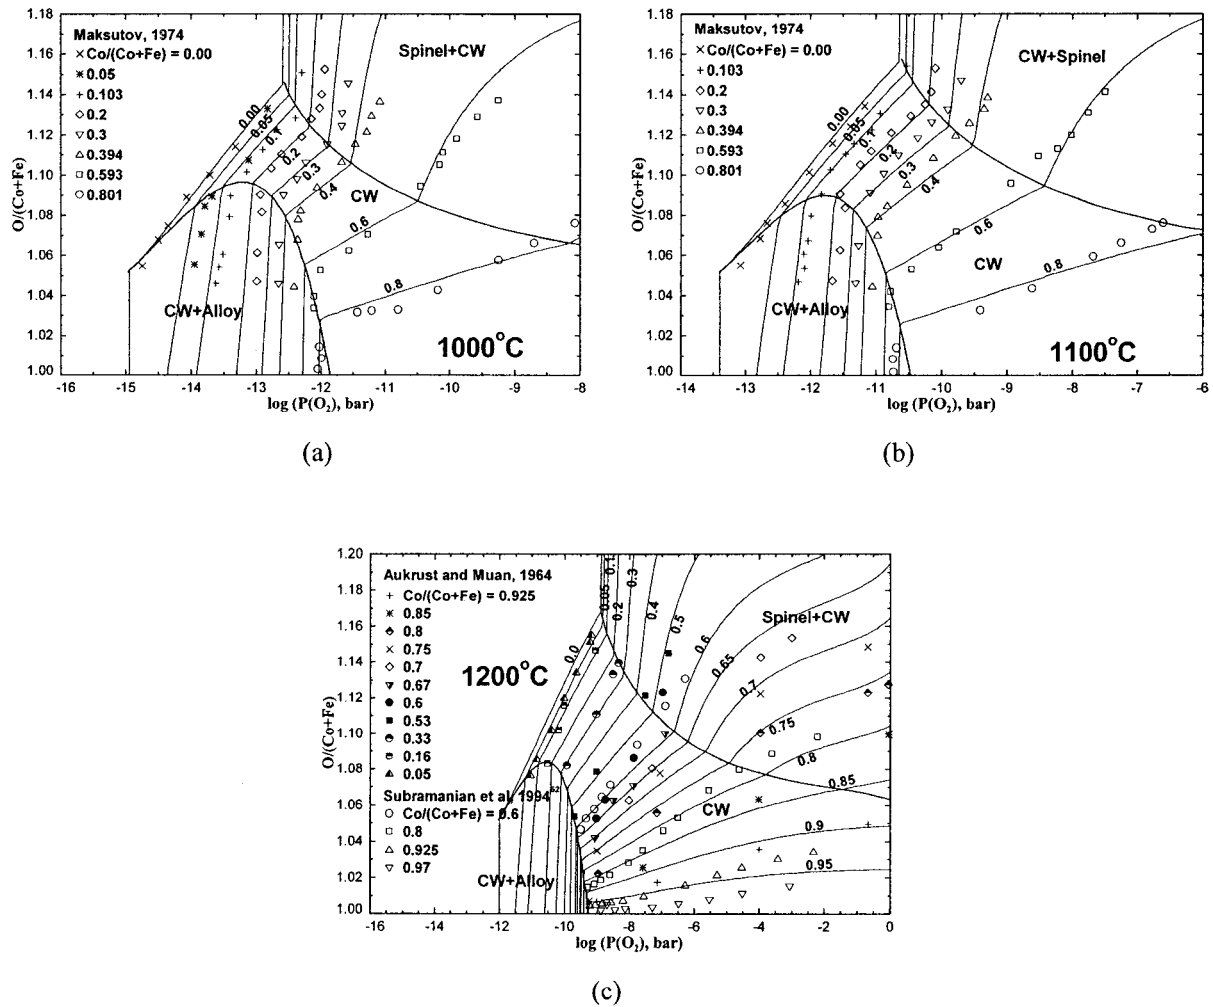 Maksutov, 1974
Co/(Co+Fe) = 0.00
0.05
0.103
0.2
0.3
0.394
0.593
0.801
Spinel+CW
0.00
0.05
0.1
0.2
0.3
0.4
CW
0.6
0.8
CW+Alloy
1000°C
1.18
1.16
1.14
1.12
1.10
1.08
1.06
1.04
1.02
1.00
O/(Co+Fe)
-16 -15 -14 -13 -12 -11 -10 -9 -8
log (P(O2), bar)
(a)
Maksutov, 1974
Co/(Co+Fe) = 0.00
0.103
0.2
0.3
0.394
0.593
0.801
CW+Spinel
0.00
0.05
0.1
0.2
0.3
0.4
0.6
CW
0.8
CW+Alloy
1100°C
1.18
1.16
1.14
1.12
1.10
1.08
1.06
1.04
1.02
1.00
O/(Co+Fe)
-14 -13 -12 -11 -10 -9 -8 -7 -6
log (P(O2), bar)
(b)
Aukrust and Muan, 1964
Co/(Co+Fe) = 0.925
0.85
0.8
0.75
0.7
0.67
0.6
0.53
0.33
0.16
0.05
Subramanian et al, 1994 62
Co/(Co+Fe) = 0.6
0.8
0.925
0.97
1200°C
0.0
0.05
0.1
0.2
0.3
0.4
0.5
0.6
0.65
0.7
0.75
0.8
0.85
0.9
0.95
Spinel+CW
CW
CW+Alloy
1.20
1.18
1.16
1.14
1.12
1.10
1.08
1.06
1.04
1.02
1.00
O/(Co+Fe)
-16 -15 -14 -13 -12 -11 -10 -9 -8 -7 -6 -5 -4 -3 -2 -1 0
log (P(O2), bar)
(c)